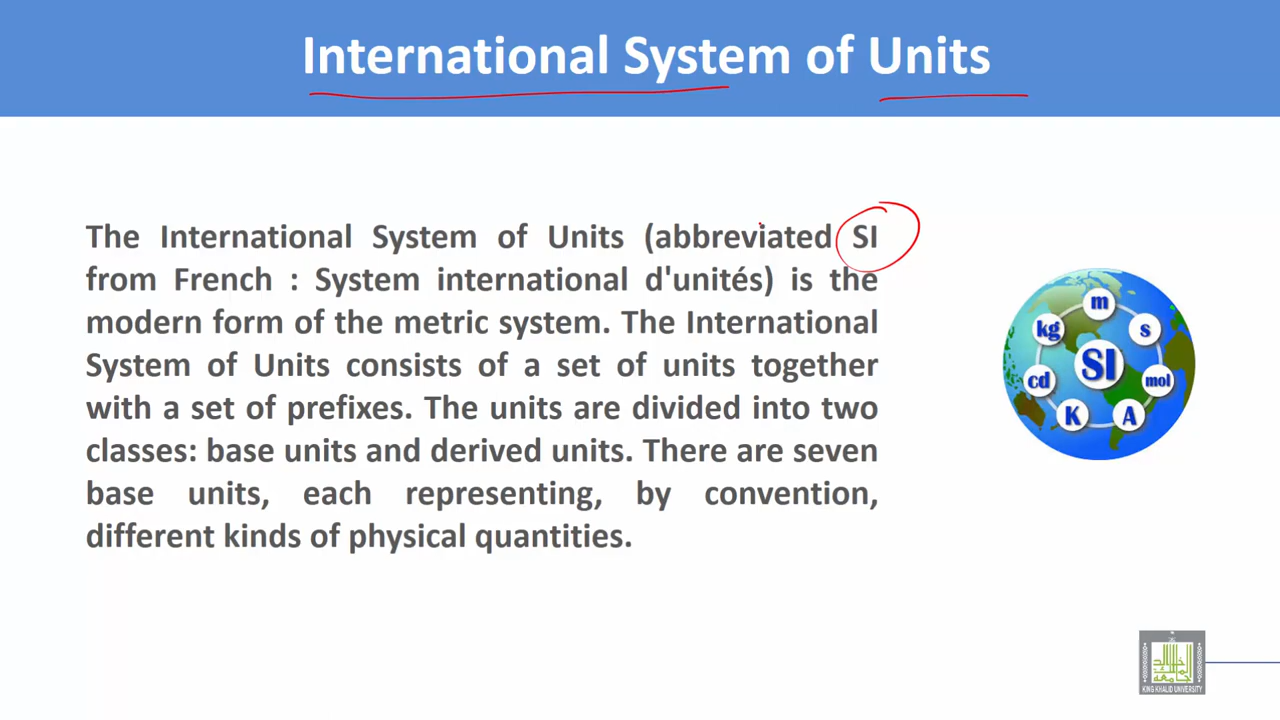 International System of Units
The International System of Units (abbreviated SI
from French : System international d'unités) is the
modern form of the metric system. The International
System of Units consists of a set of units together
with a set of prefixes. The units are divided into two
classes: base units and derived units. There are seven
base units, each representing, by convention,
different kinds of physical quantities.
m
kg
s
SI
cd
mol
K
A
KING KHALID UNIVERSITY